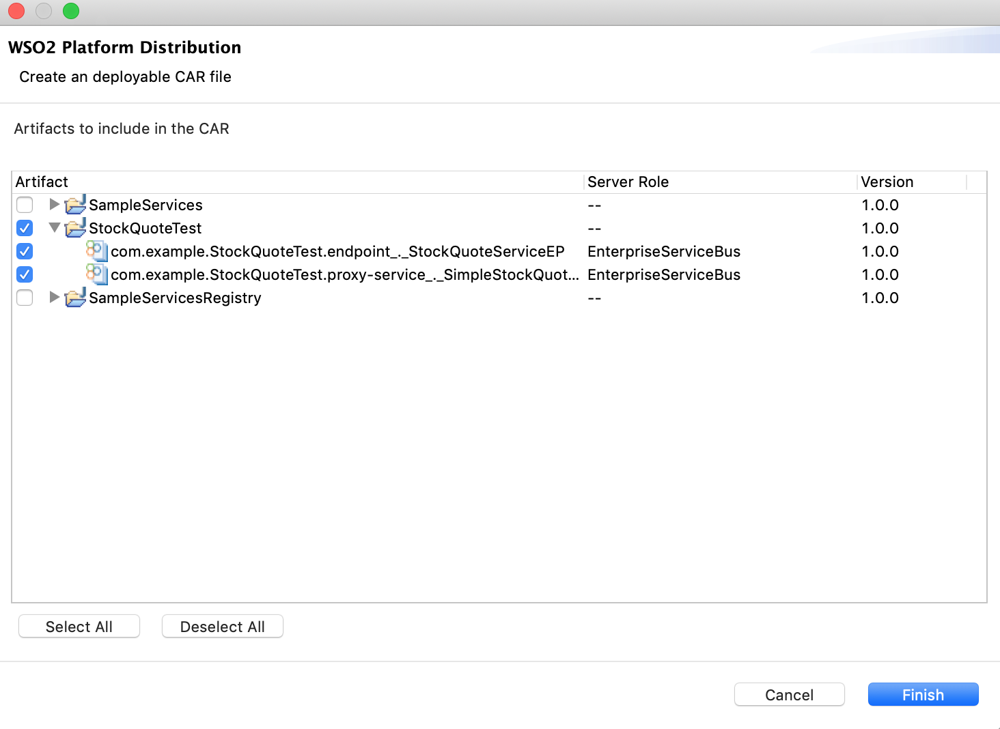 WSO2 Platform Distribution
Create an deployable CAR file
Artifacts to include in the CAR
Artifact Server Role Version
SampleServices -- 1.0.0
StockQuoteTest -- 1.0.0
com.example.StockQuoteTest.endpoint_._StockQuoteServiceEP EnterpriseServiceBus 1.0.0
com.example.StockQuoteTest.proxy-service_._SimpleStockQuot... EnterpriseServiceBus 1.0.0
SampleServicesRegistry -- 1.0.0
Select All Deselect All
Cancel Finish